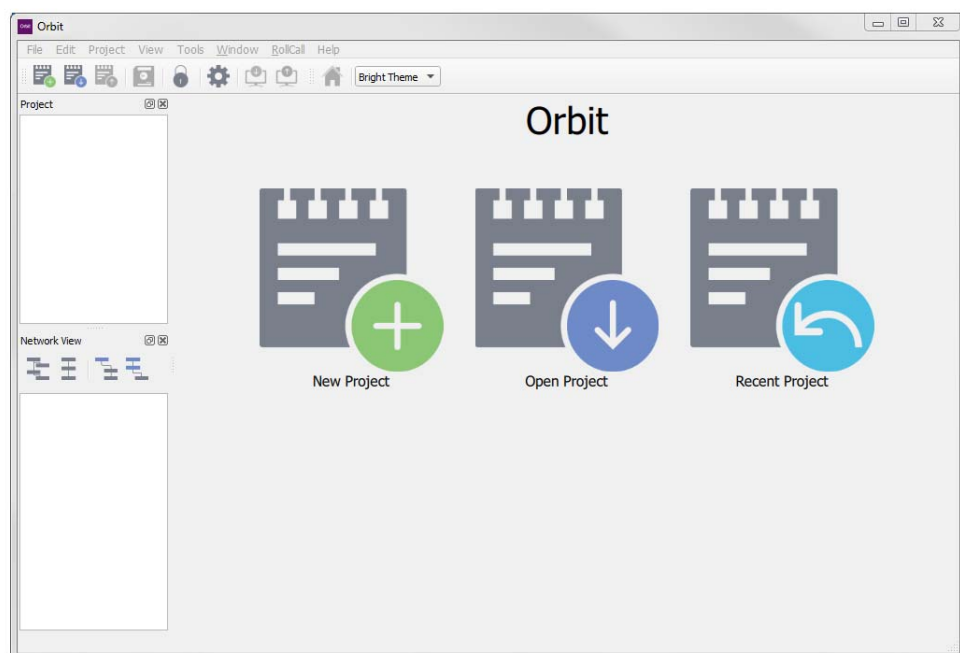 Orbit
File Edit Project View Tools Window RollCall Help
Bright Theme
Project
Orbit
New Project
Open Project
Recent Project
Network View